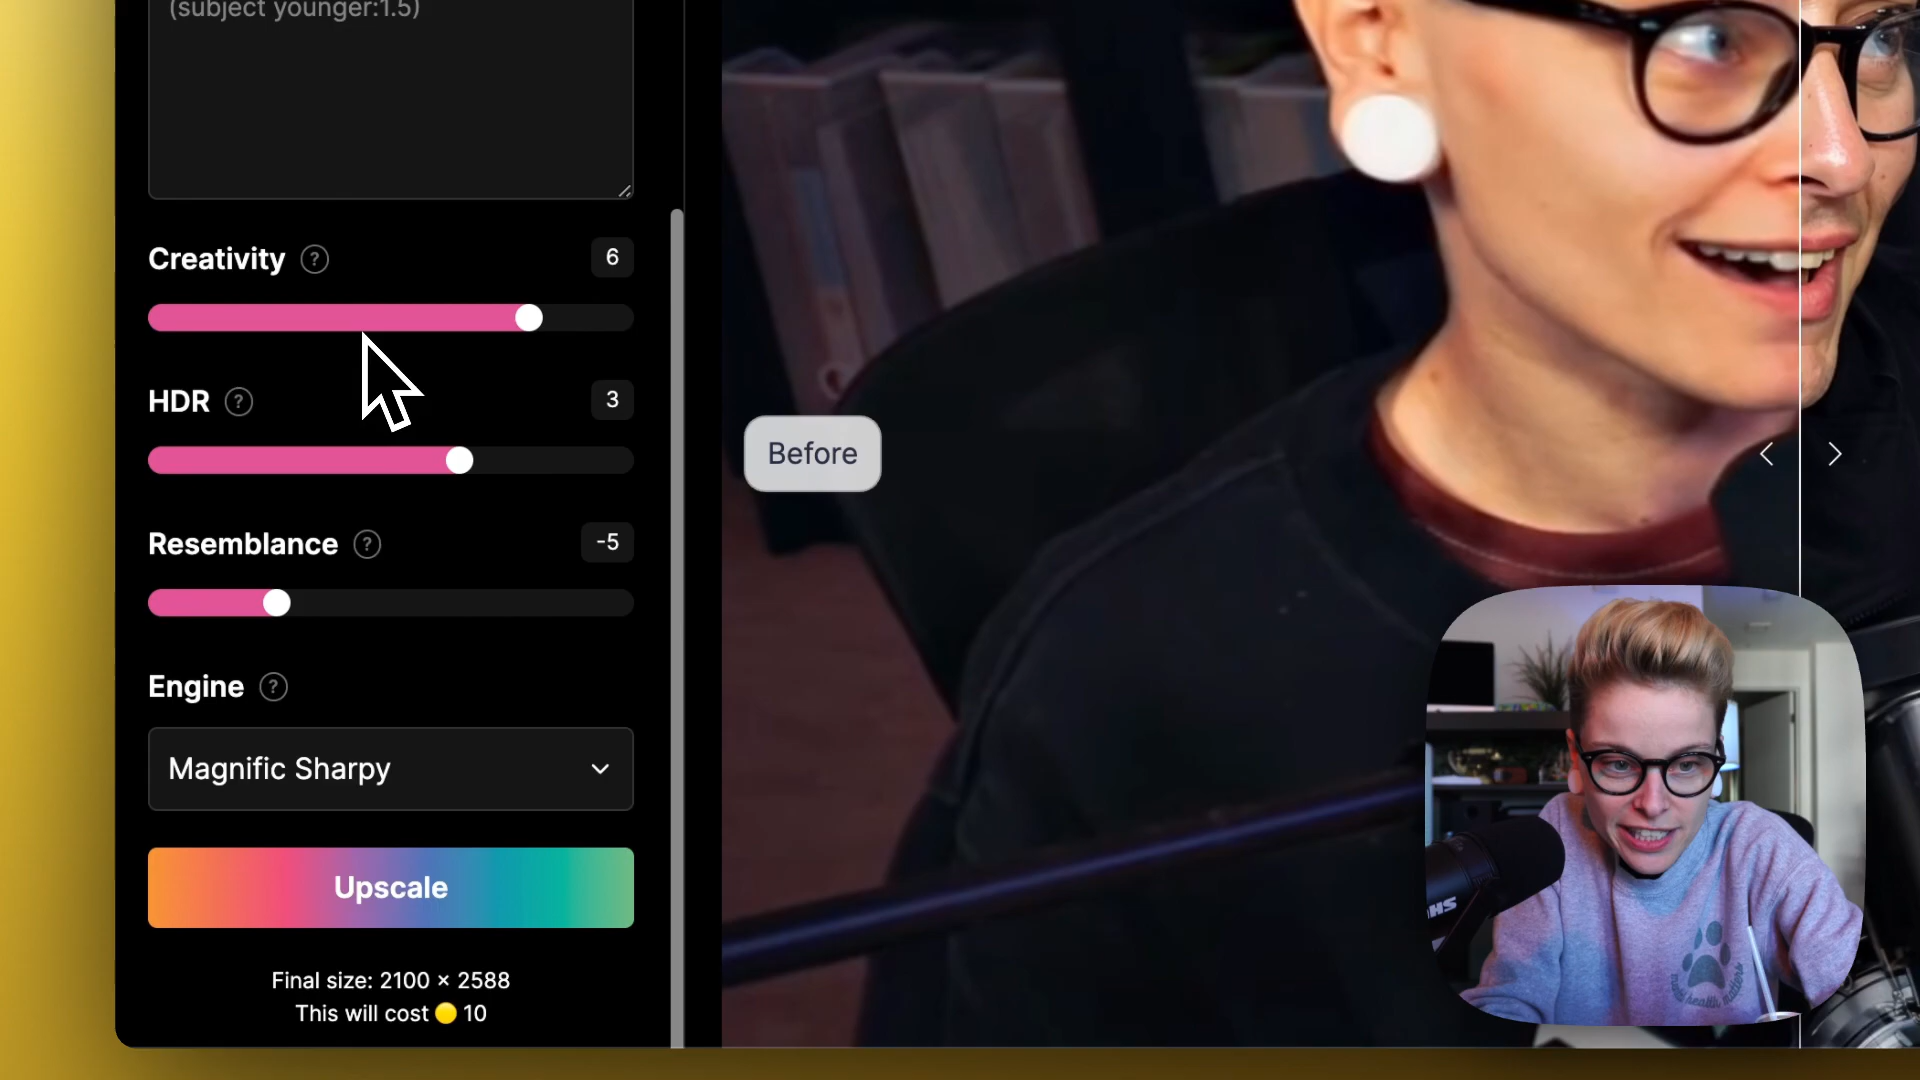 (subject younger:1.5)
Creativity ? 6
HDR ? 3
Resemblance ? -5
Engine ?
Magnific Sharpy
Upscale
Final size: 2100 × 2588
This will cost 10
Before